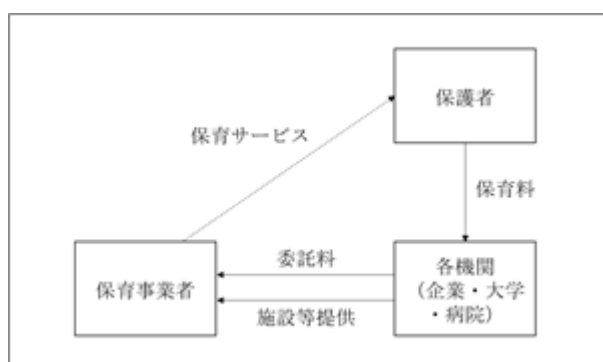 保護者
保育サービス
保育料
保育事業者
委託料
施設等提供
各機関
（企業・大学
・病院）